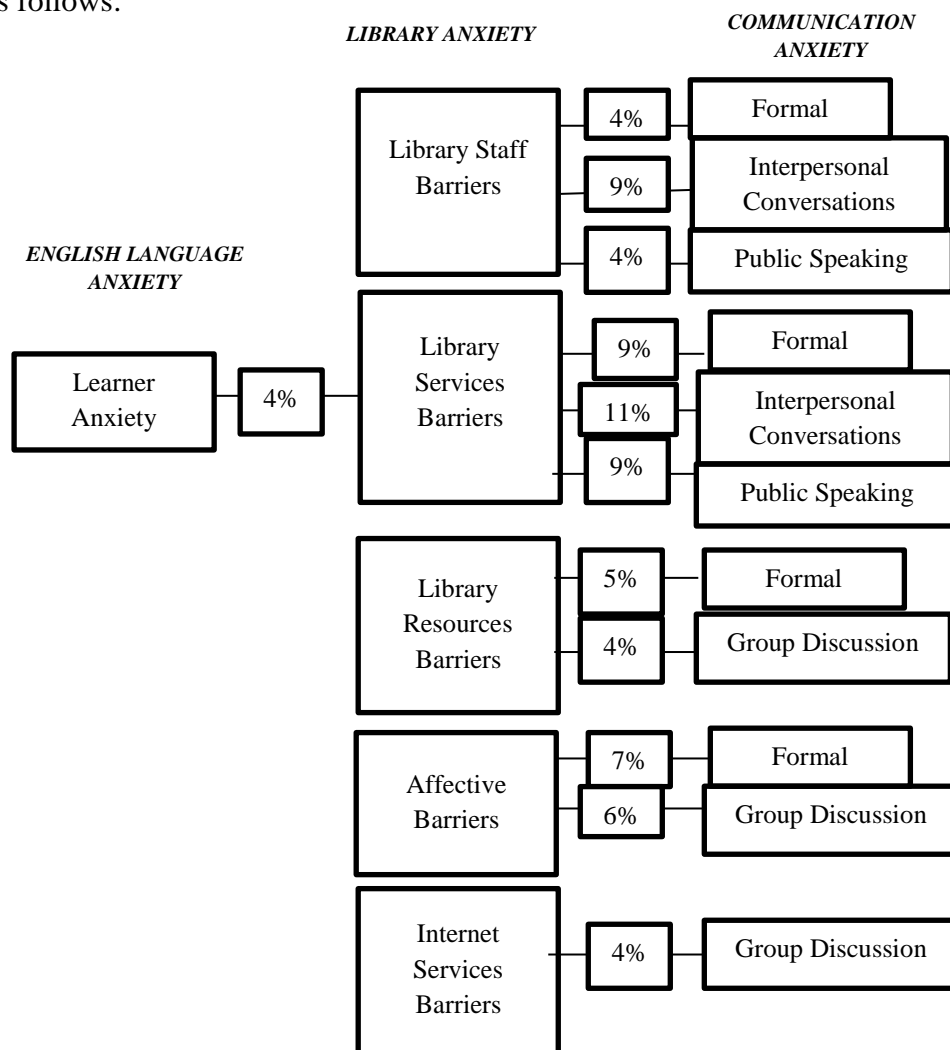 s follows:
LIBRARY ANXIETY
COMMUNICATION
ANXIETY
Library Staff
Barriers
4%
Formal
9%
Interpersonal
Conversations
4%
Public Speaking
ENGLISH LANGUAGE
ANXIETY
Learner
Anxiety
4%
Library
Services
Barriers
9%
Formal
11%
Interpersonal
Conversations
9%
Public Speaking
Library
Resources
Barriers
5%
Formal
4%
Group Discussion
Affective
Barriers
7%
Formal
6%
Group Discussion
Internet
Services
Barriers
4%
Group Discussion